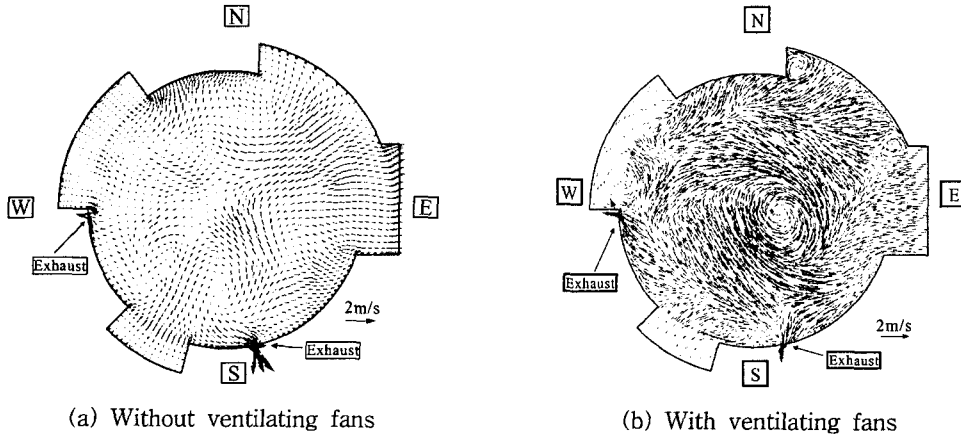 N
W
E
Exhaust
2m/s
Exhaust
S
(a) Without ventilating fans
N
W
E
Exhaust
2m/s
Exhaust
S
(b) With ventilating fans